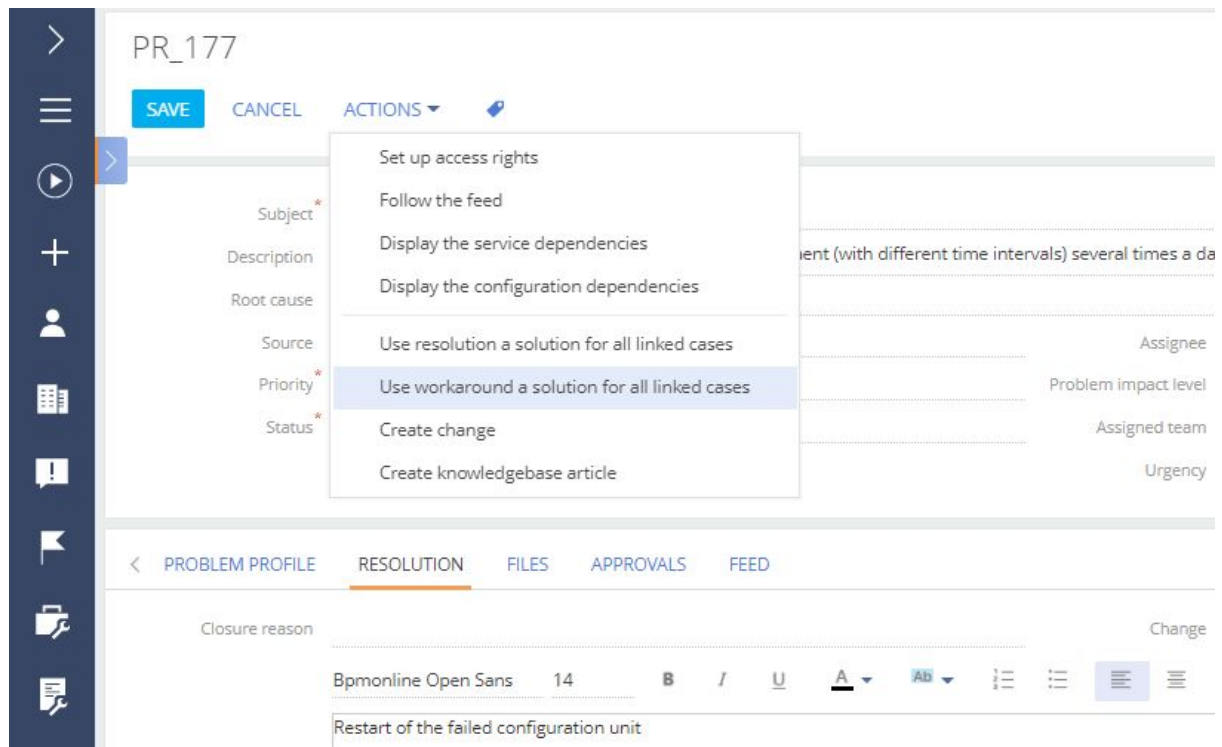 PR_177
SAVE CANCEL ACTIONS
Set up access rights
Follow the feed
Display the service dependencies
Display the configuration dependencies
Use resolution a solution for all linked cases
Use workaround a solution for all linked cases
Create change
Create knowledgebase article
Subject*
Description (with different time intervals) several times a da
Root cause
Source Assignee
Priority* Problem impact level
Status* Assigned team
Urgency
PROBLEM PROFILE RESOLUTION FILES APPROVALS FEED
Closure reason Change
Bpmonline Open Sans 14 B I U A Ab
Restart of the failed configuration unit